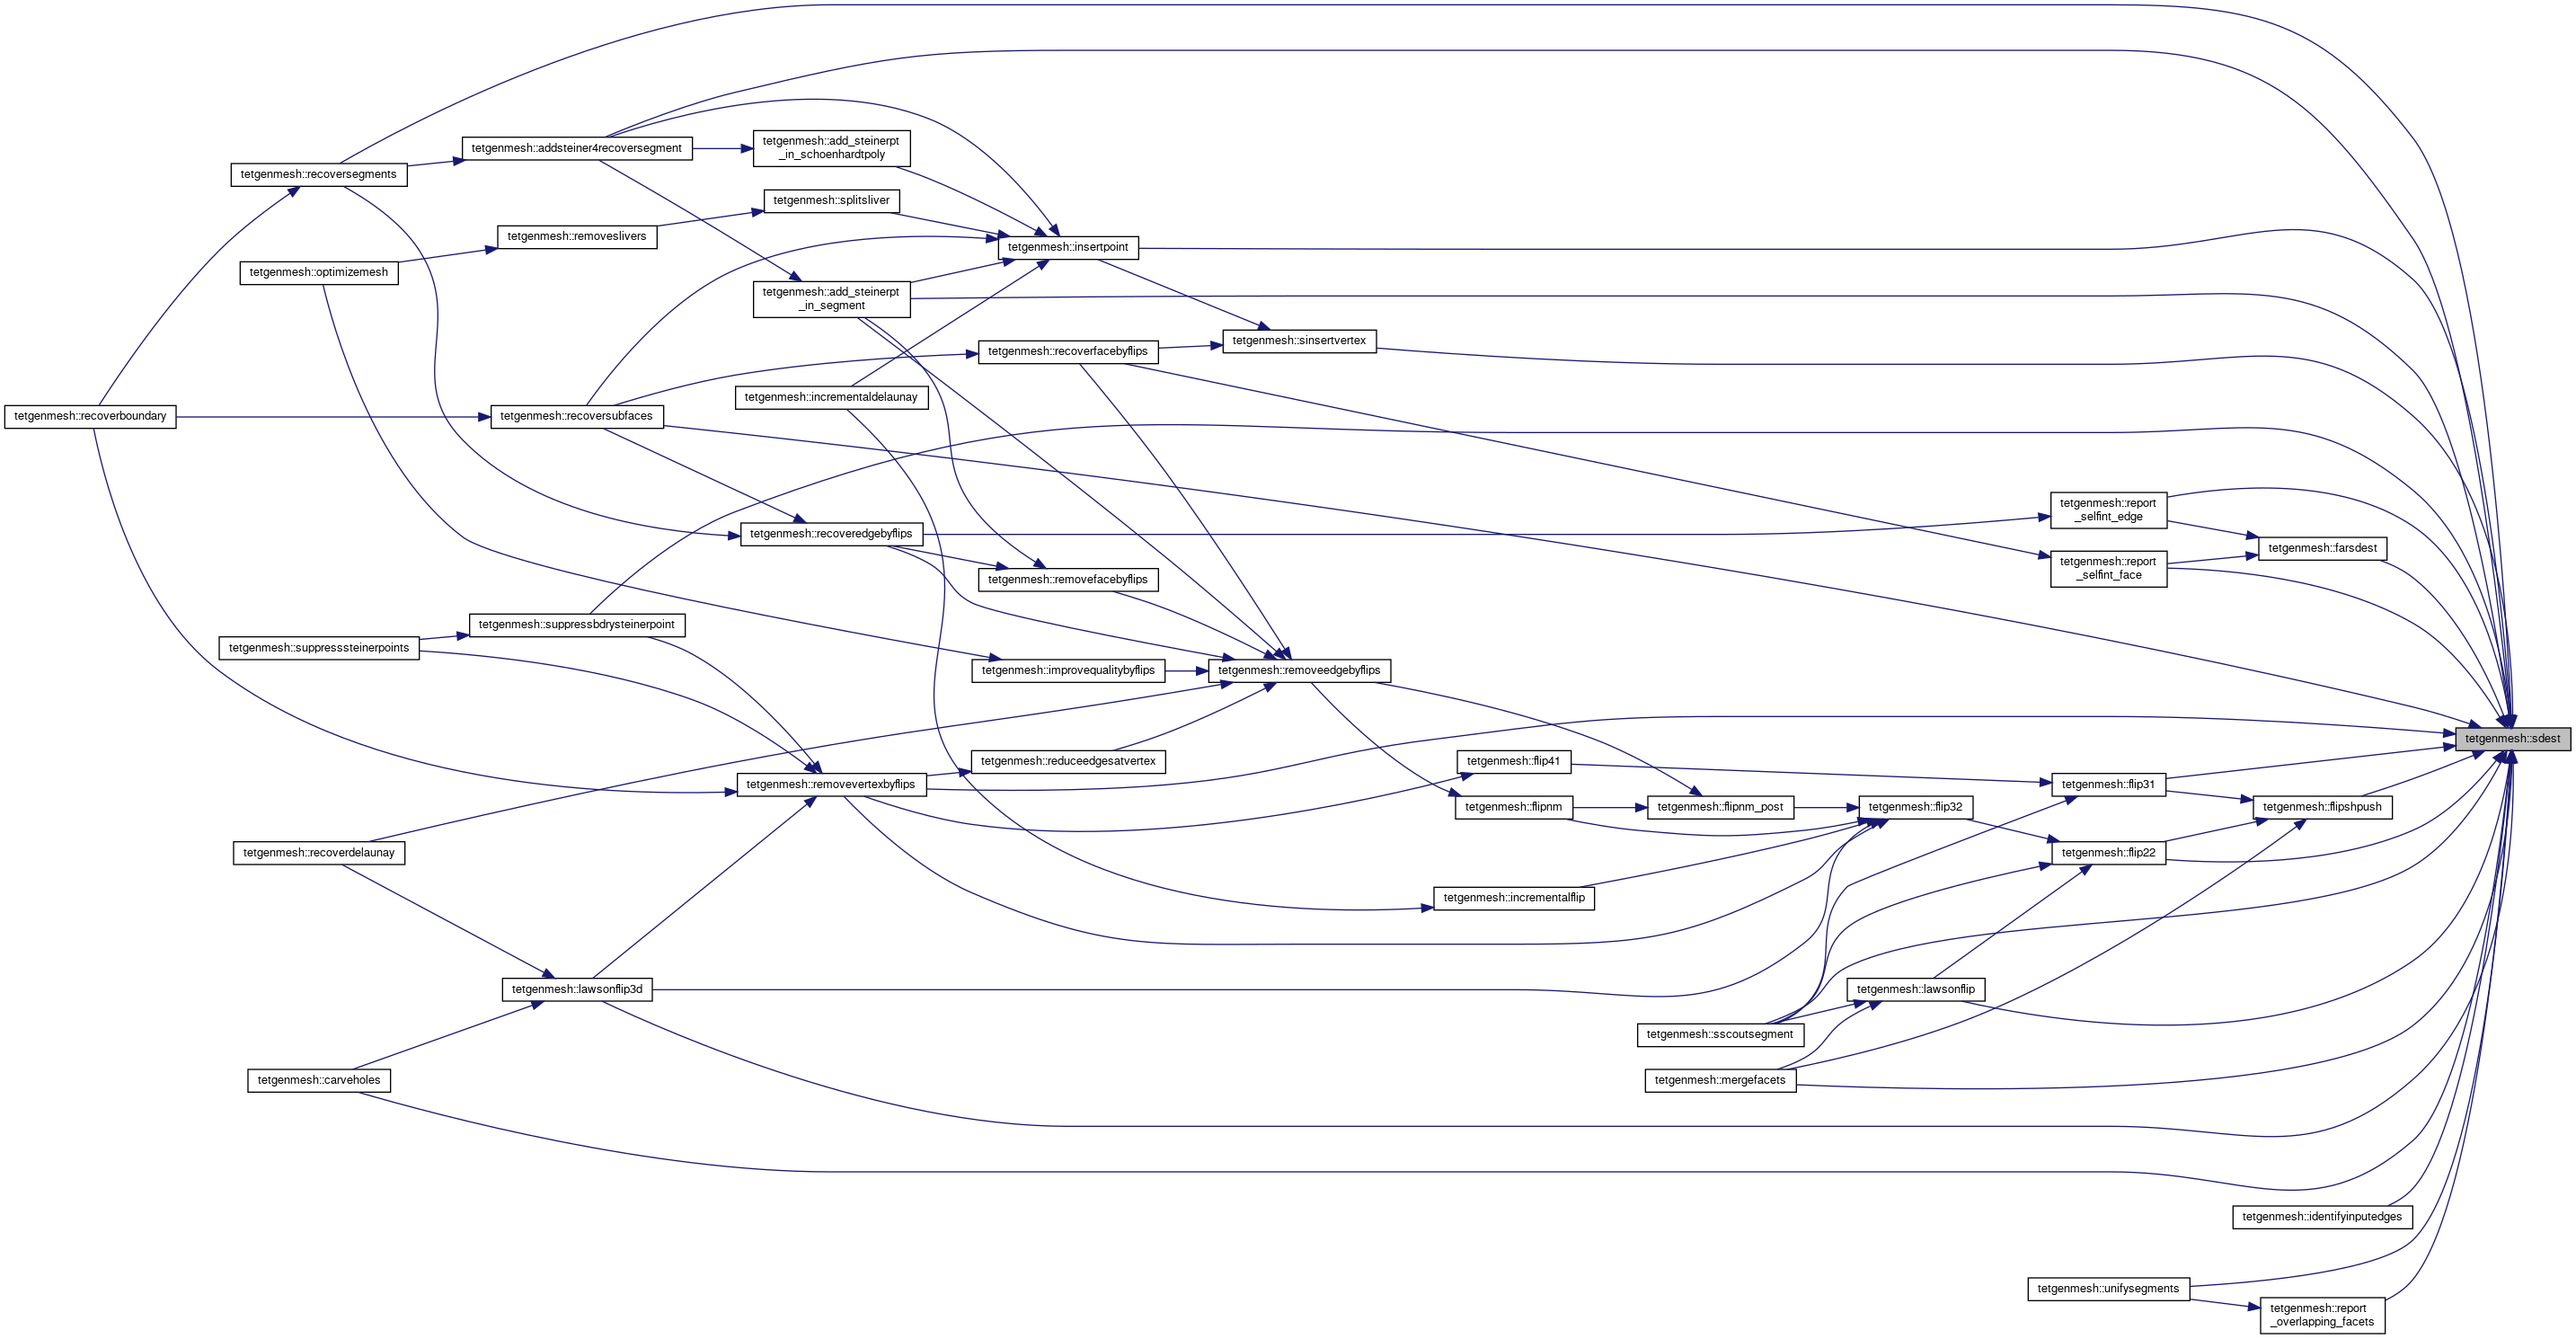 tetgenmesh::addsteiner4recoversegment
tetgenmesh::add_steinerpt
_in_schoenhardtpoly
tetgenmesh::recoversegments
tetgenmesh::splitsliver
tetgenmesh::removeslivers
tetgenmesh::insertpoint
tetgenmesh::optimizemesh
tetgenmesh::add_steinerpt
_in_segment
tetgenmesh::sinsertvertex
tetgenmesh::recoverfacebyflips
tetgenmesh::incrementaldelaunay
tetgenmesh::recoverboundary
tetgenmesh::recoversubfaces
tetgenmesh::report
_selfint_edge
tetgenmesh::recoveredgebyflips
tetgenmesh::farsdest
tetgenmesh::report
_selfint_face
tetgenmesh::removefacebyflips
tetgenmesh::suppressbdrysteinerpoint
tetgenmesh::suppresssteinerpoints
tetgenmesh::improvequalitybyflips
tetgenmesh::removeedgebyflips
tetgenmesh::sdest
tetgenmesh::reduceedgesatvertex
tetgenmesh::flip41
tetgenmesh::removevertexbyflips
tetgenmesh::flip31
tetgenmesh::flipnm
tetgenmesh::flipnm_post
tetgenmesh::flip32
tetgenmesh::flipshpush
tetgenmesh::recoverdelaunay
tetgenmesh::flip22
tetgenmesh::incrementalflip
tetgenmesh::lawsonflip3d
tetgenmesh::lawsonflip
tetgenmesh::sscoutsegment
tetgenmesh::carveholes
tetgenmesh::mergefacets
tetgenmesh::identifyinputedges
tetgenmesh::unifysegments
tetgenmesh::report
_overlapping_facets